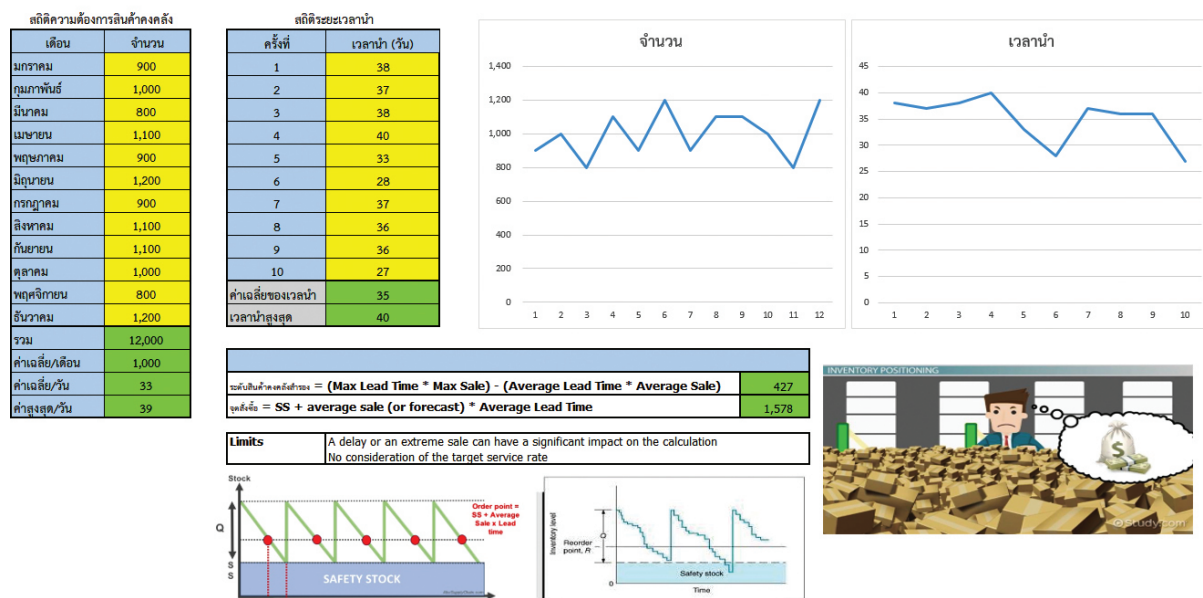 สถิติความต้องการสินค้าคงคลัง
เดือน จำนวน
มกราคม 900
กุมภาพันธ์ 1,000
มีนาคม 800
เมษายน 1,100
พฤษภาคม 900
มิถุนายน 1,200
กรกฎาคม 900
สิงหาคม 1,100
กันยายน 1,100
ตุลาคม 1,000
พฤศจิกายน 800
ธันวาคม 1,200
รวม 12,000
ค่าเฉลี่ย/เดือน 1,000
ค่าเฉลี่ย/วัน 33
ค่าสูงสุด/วัน 39
สถิติระยะเวลานำ
ครั้งที่ เวลานำ (วัน)
1 38
2 37
3 38
4 40
5 33
6 28
7 37
8 36
9 36
10 27
ค่าเฉลี่ยของเวลนำ 35
เวลานำสูงสุด 40
จำนวน
1,400
1,200
1,000
800
600
400
200
0
1 2 3 4 5 6 7 8 9 10 11 12
เวลานำ
45
40
35
30
25
20
15
10
5
0
1 2 3 4 5 6 7 8 9 10
ระดับสินค้าคงคลังสำรอง = (Max Lead Time * Max Sale) - (Average Lead Time * Average Sale) 427
จุดสั่งซื้อ = SS + average sale (or forecast) * Average Lead Time 1,578
Limits A delay or an extreme sale can have a significant impact on the calculation
No consideration of the target service rate
INVENTORY POSITIONING
$
Study.com
Stock
Q
S
S
Order point =
SS + Average
Sale x Lead
time
SAFETY STOCK
Inventory level
Reorder
point, R
Q
0
Safety stock
Time